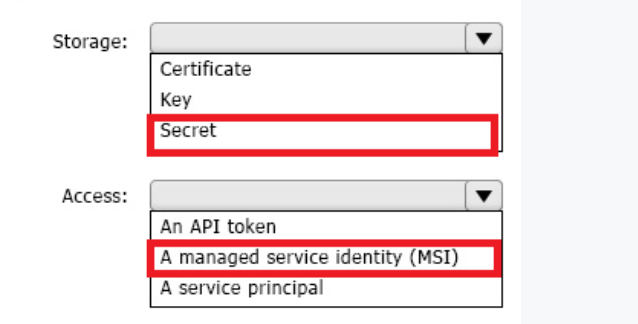 Storage:
Certificate
Key
Secret
Access:
An API token
A managed service identity (MSI)
A service principal